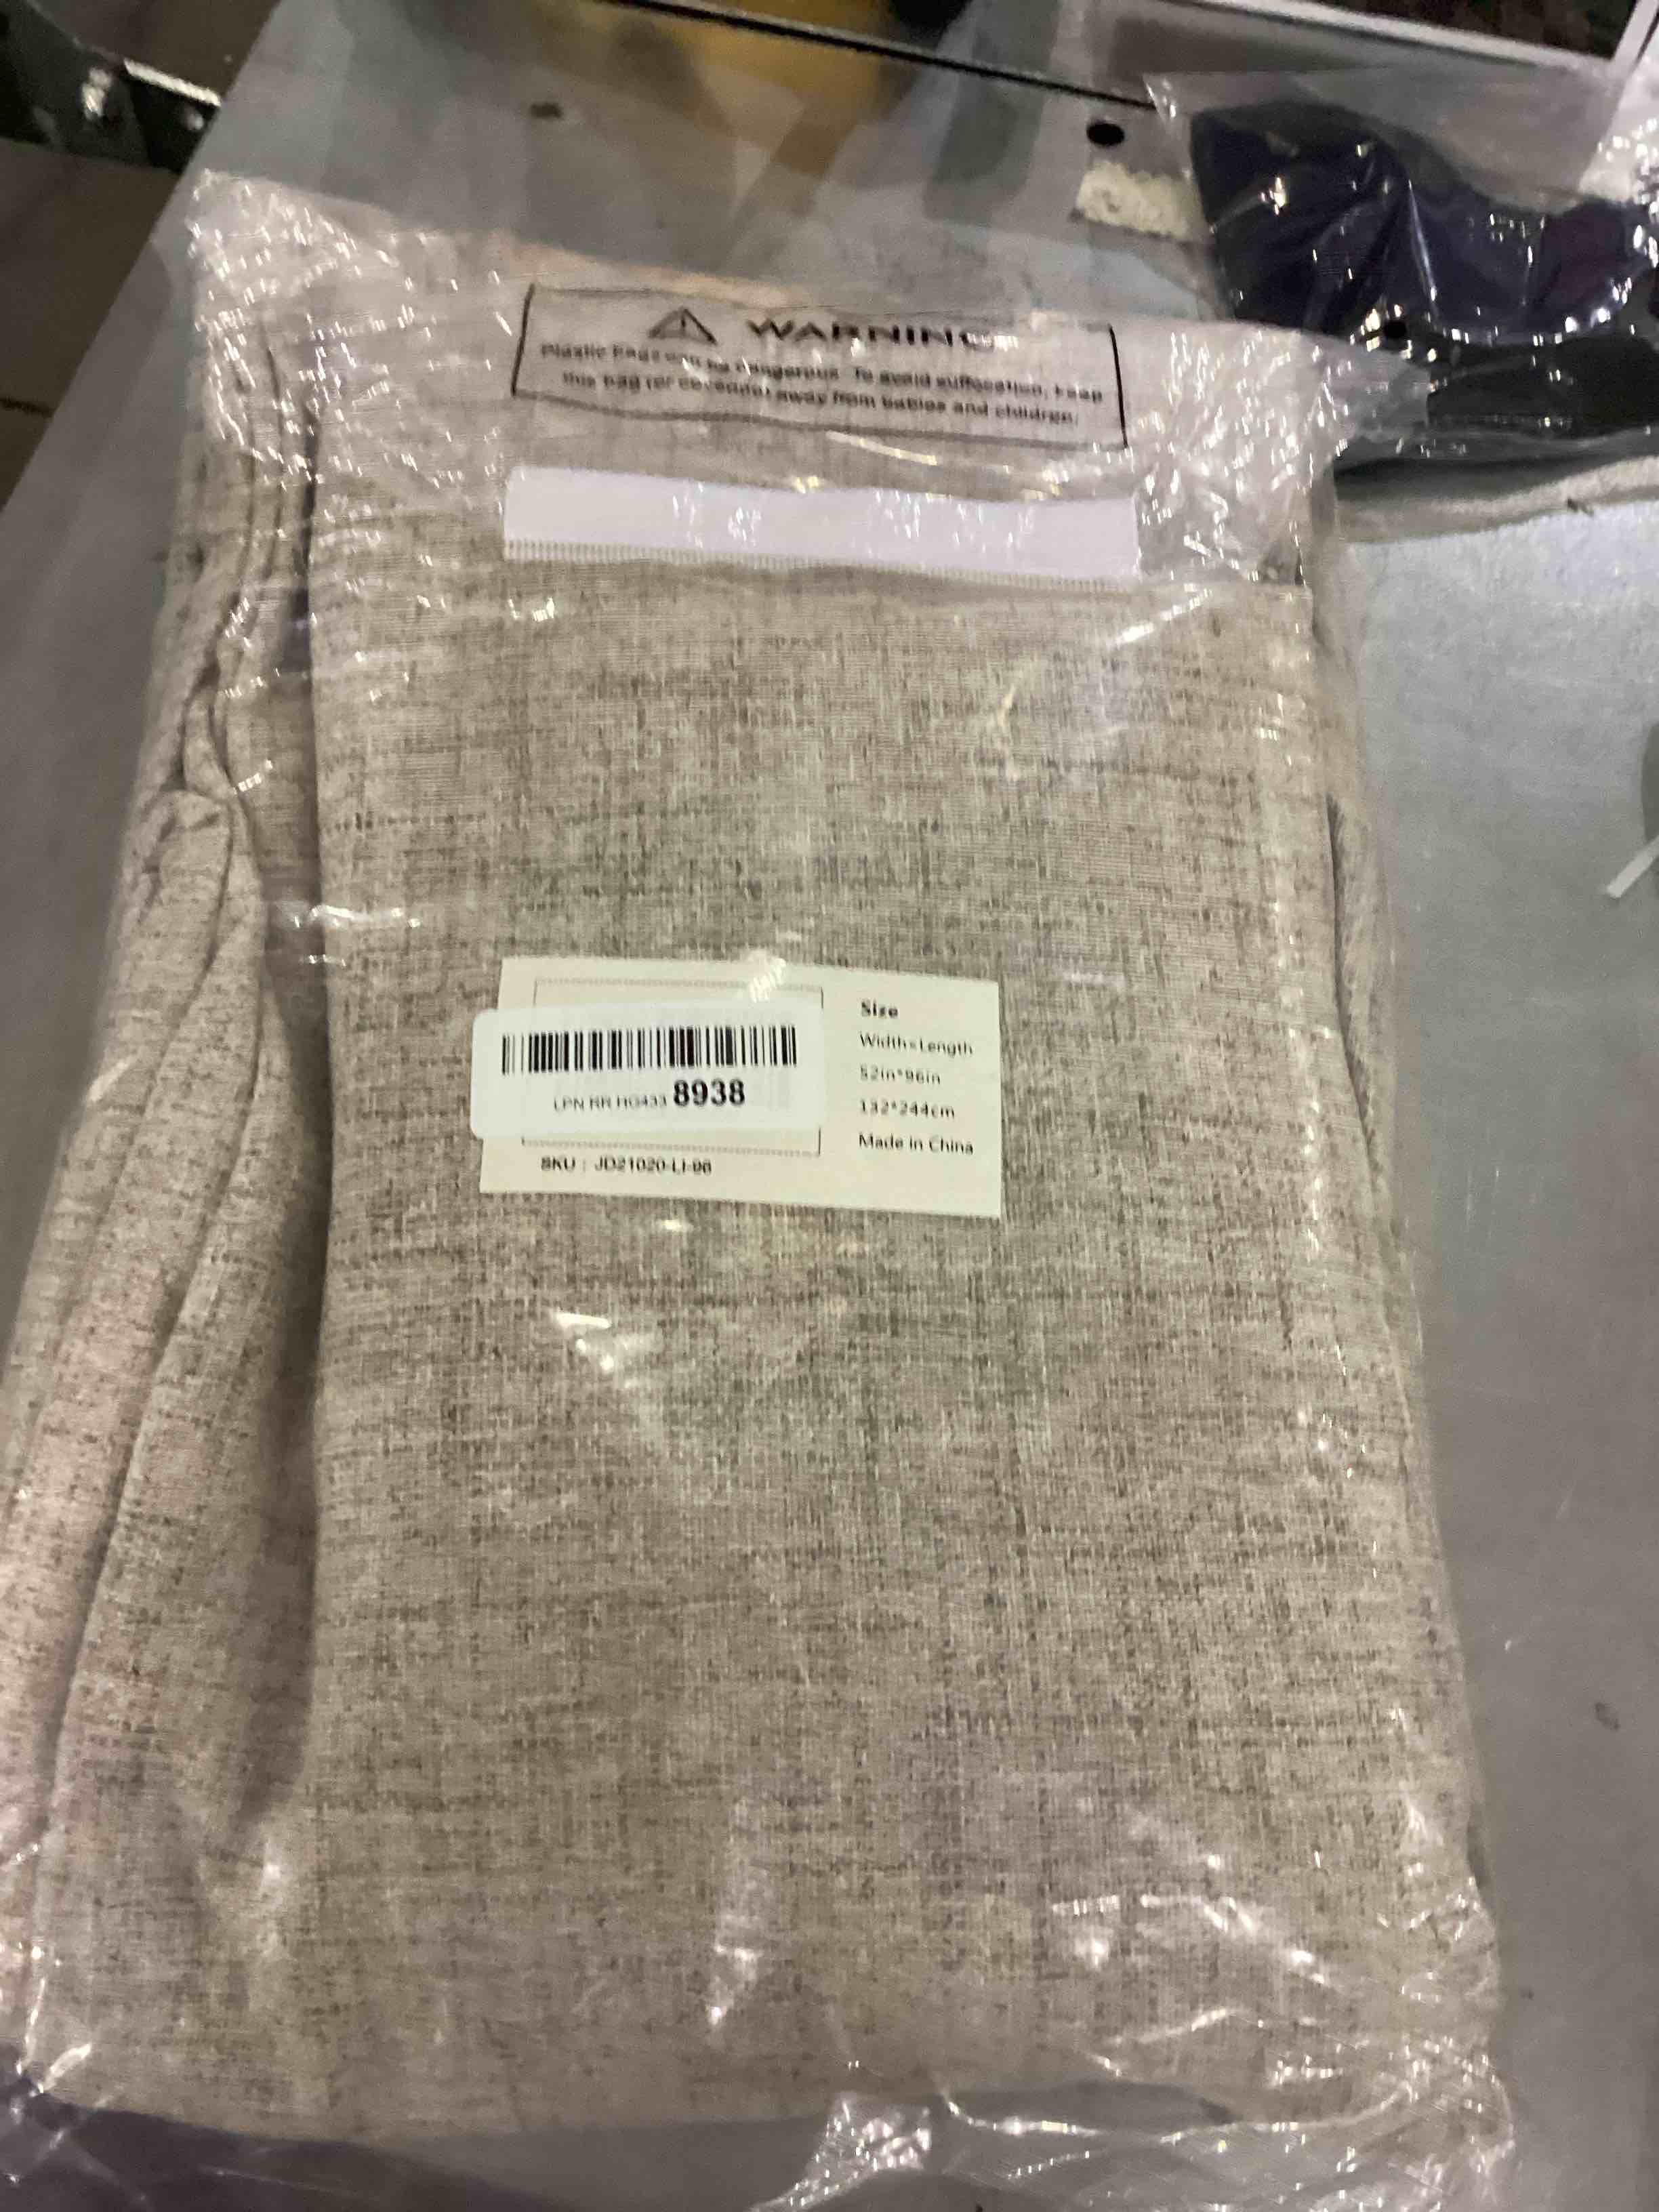 WARNING
Plastic bags can be dangerous. To avoid suffocation, keep
this bag (or covering) away from babies and children.
Size
Width×Length
52in*96in
132*244cm
Made in China
LPN RR HG433 8938
SKU : JD21020-LI-96